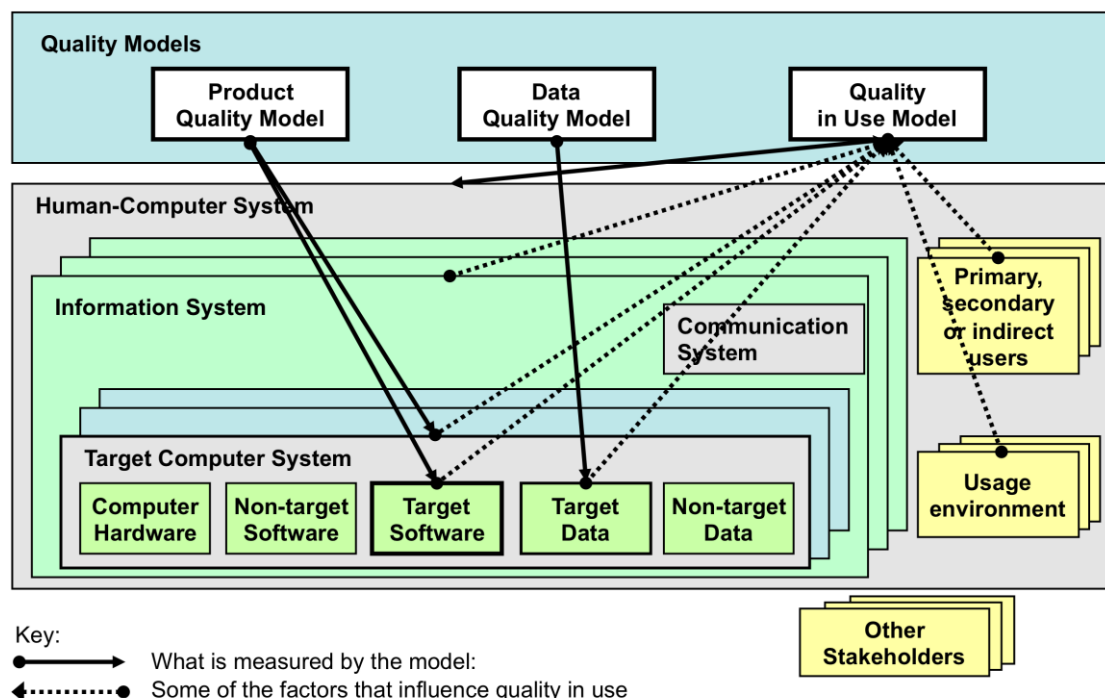 Quality Models
Product
Quality Model
Data
Quality Model
Quality
in Use Model
Human-Computer System
Information System
Communication
System
Primary,
secondary
or indirect
users
Target Computer System
Computer
Hardware
Non-target
Software
Target
Software
Target
Data
Non-target
Data
Usage
environment
Other
Stakeholders
Key:
What is measured by the model:
Some of the factors that influence quality in use